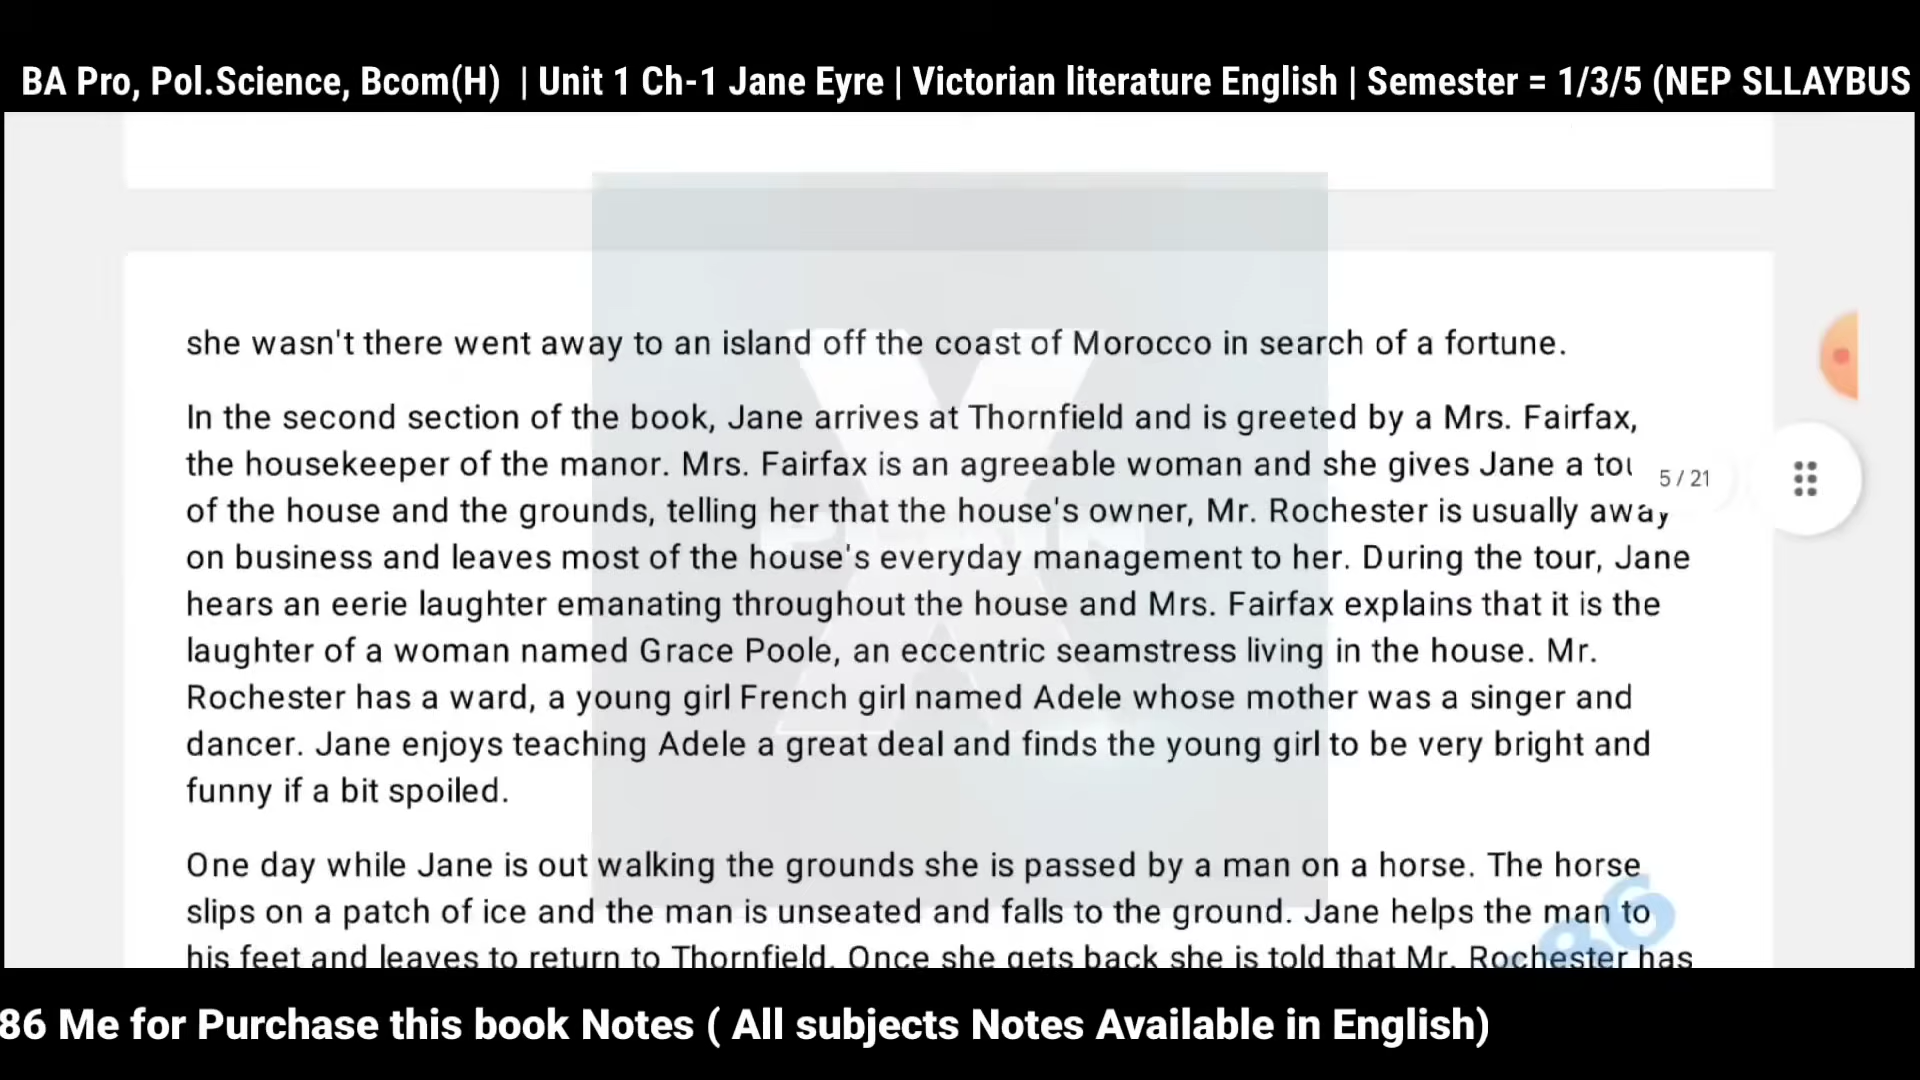 BA Pro, Pol.Science, Bcom(H) | Unit 1 Ch-1 Jane Eyre | Victorian literature English | Semester = 1/3/5 (NEP SLLAYBUS
she wasn't there went away to an island off the coast of Morocco in search of a fortune.
In the second section of the book, Jane arrives at Thornfield and is greeted by a Mrs. Fairfax,
the housekeeper of the manor. Mrs. Fairfax is an agreeable woman and she gives Jane a tou
5 / 21
of the house and the grounds, telling her that the house's owner, Mr. Rochester is usually away
on business and leaves most of the house's everyday management to her. During the tour, Jane
hears an eerie laughter emanating throughout the house and Mrs. Fairfax explains that it is the
laughter of a woman named Grace Poole, an eccentric seamstress living in the house. Mr.
Rochester has a ward, a young girl French girl named Adele whose mother was a singer and
dancer. Jane enjoys teaching Adele a great deal and finds the young girl to be very bright and
funny if a bit spoiled.
One day while Jane is out walking the grounds she is passed by a man on a horse. The horse
slips on a patch of ice and the man is unseated and falls to the ground. Jane helps the man to
his feet and leaves to return to Thornfield. Once she gets back she is told that Mr. Rochester has
86
86 Me for Purchase this book Notes ( All subjects Notes Available in English)